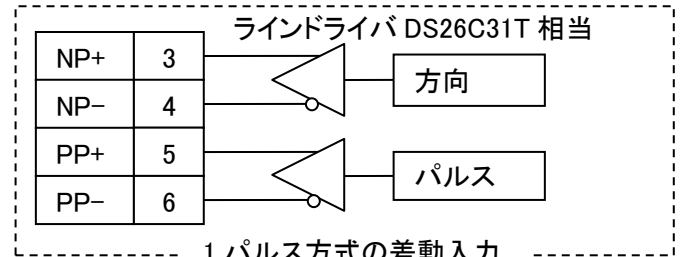 ラインドライバ DS26C31T 相当
NP+ 3
NP− 4
PP+ 5
PP− 6
方向
パルス
1 パルス方式の差動入力